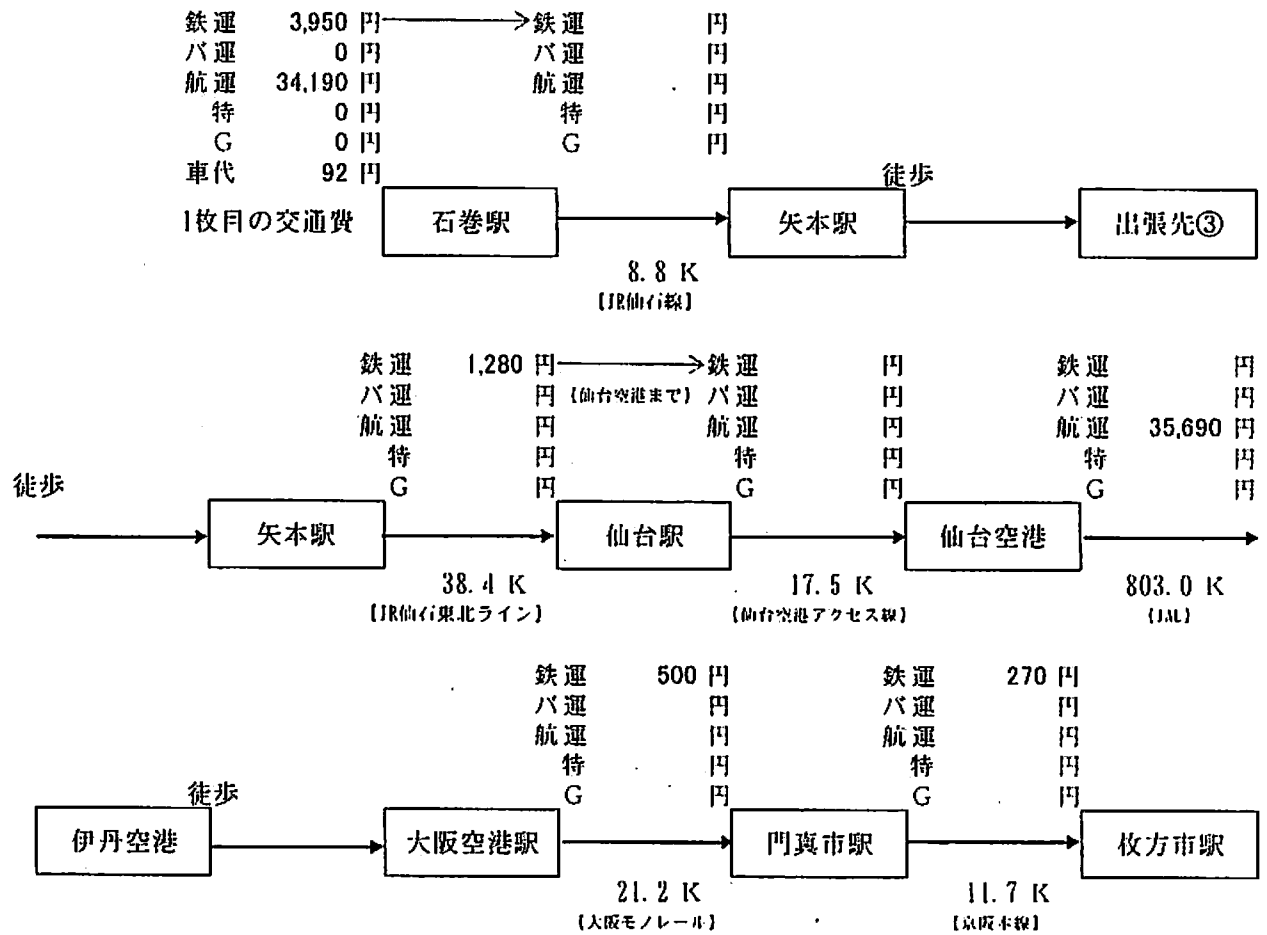 鉄運 3,950 円 鉄運 円
バ運 0 円 バ運 円
航運 34,190 円 航運 円
特 0 円 特 円
G 0 円 G 円
車代 92 円
徒歩
1枚目の交通費 石巻駅 矢本駅 出張先③
8.8 K
【JR仙石線】
鉄運 1,280 円 鉄運 円 鉄運 円
バ運 円 【仙台空港まで】 バ運 円 バ運 円
航運 円 航運 円 航運 35,690 円
特 円 特 円 特 円
徒歩 G 円 G 円 G 円
矢本駅 仙台駅 仙台空港
38.4 K 17.5 K 803.0 K
【JR仙石東北ライン】 【仙台空港アクセス線】 【JAL】
鉄運 500 円 鉄運 270 円
バ運 円 バ運 円
航運 円 航運 円
特 円 特 円
徒歩 G 円 G 円
伊丹空港 大阪空港駅 門真市駅 枚方市駅
21.2 K 11.7 K
【大阪モノレール】 【京阪本線】